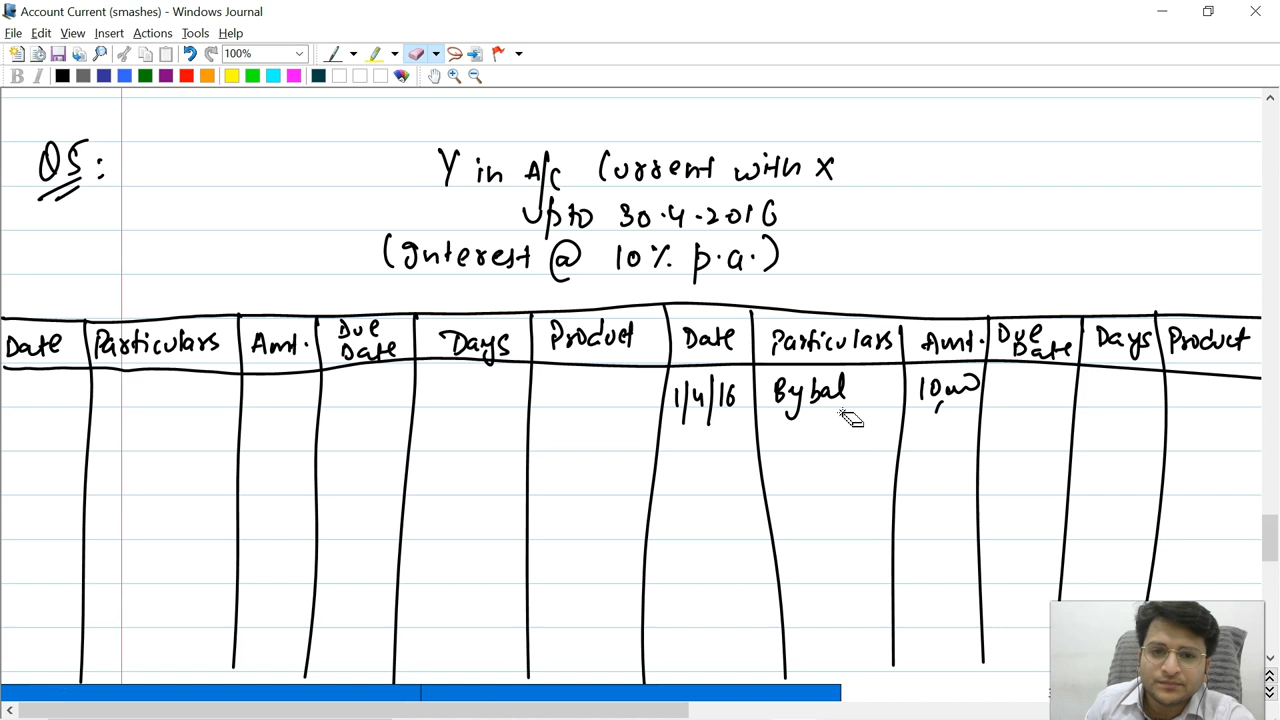 Account Current (smashes) - Windows Journal
File Edit View Insert Actions Tools Help
100%
B I
Q5:
Y in A/C Current with X
upto 30.4.2016
(Interest @ 10% p.a.)
Date Particulars Amt. Due Date Days Product Date Particulars Amt. Due Date Days Product
1/4/16 By bal 10,000